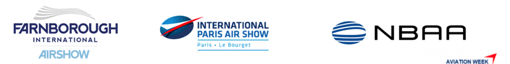 FARNBOROUGH
INTERNATIONAL
AIRSHOW
INTERNATIONAL
PARIS AIR SHOW
Paris • Le Bourget
NBAA
AVIATION WEEK